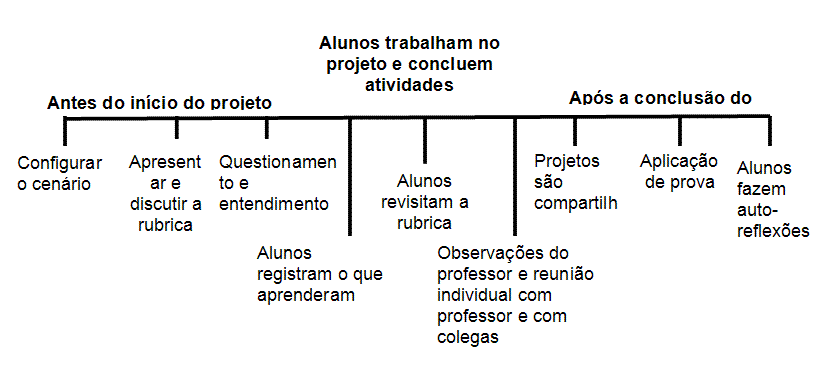 Alunos trabalham no
projeto e concluem
atividades
Antes do início do projeto
Após a conclusão do
Configurar
o cenário
Apresent
ar e
discutir a
rubrica
Questionamen
to e
entendimento
Alunos
registram o que
aprenderam
Alunos
revisitam a
rubrica
Observações do
professor e reunião
individual com
professor e com
colegas
Projetos
são
compartilh
Aplicação
de prova
Alunos
fazem
auto-
reflexões